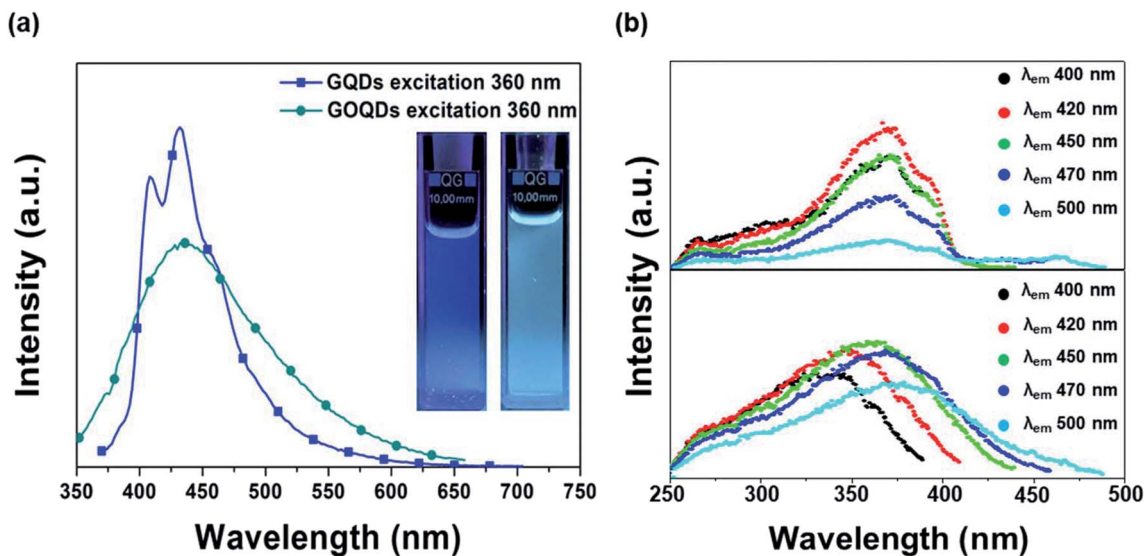 (a)
(b)
GQDs excitation 360 nm
GOQDs excitation 360 nm
QG
10,00mm
QG
10,00mm
Intensity (a.u.)
350 400 450 500 550 600 650 700 750
Wavelength (nm)
λem 400 nm
λem 420 nm
λem 450 nm
λem 470 nm
λem 500 nm
λem 400 nm
λem 420 nm
λem 450 nm
λem 470 nm
λem 500 nm
Intensity (a.u.)
250 300 350 400 450 500
Wavelength (nm)